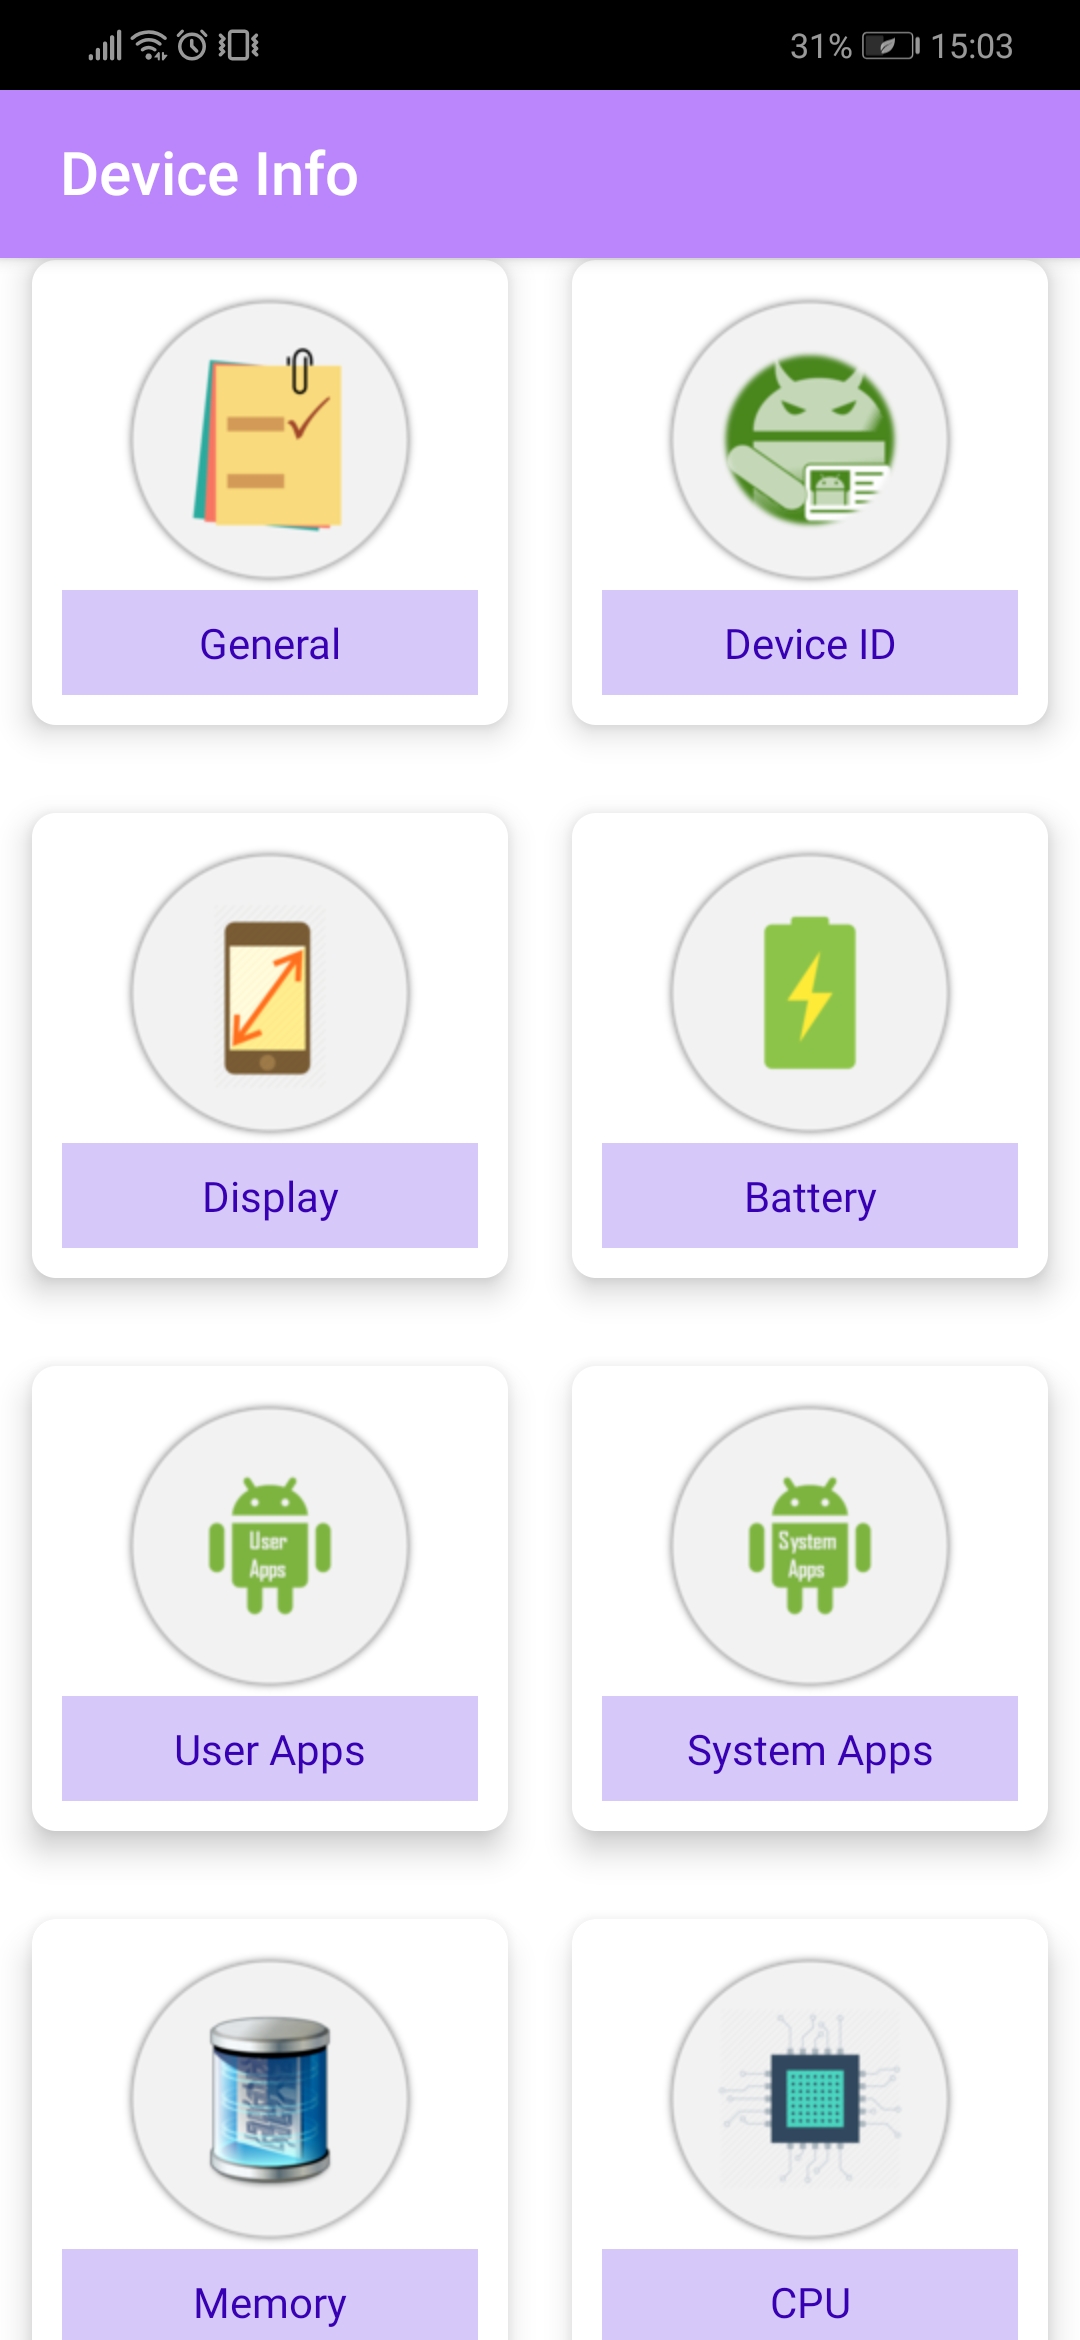 31% 15:03
Device Info
General
Device ID
Display
Battery
User
Apps
System
Apps
User Apps
System Apps
Memory
CPU